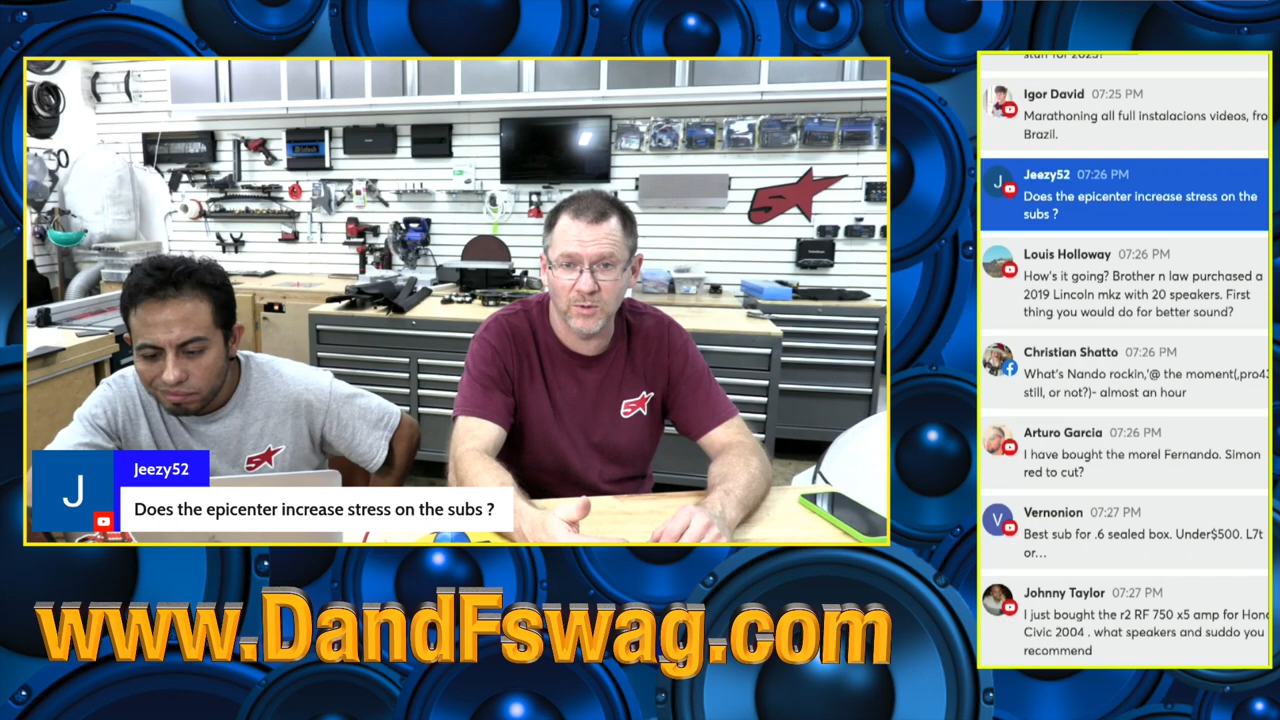 Jeezy52
Does the epicenter increase stress on the subs ?
www.DandFswag.com
Igor David 07:25 PM
Marathoning all full Instalacions videos, fro
Brazil.
J
Jeezy52 07:26 PM
Does the epicenter increase stress on the
subs ?
Louis Holloway 07:26 PM
How's it going? Brother n law purchased a
2019 Lincoln mkz with 20 speakers. First
thing you would do for better sound?
Christian Shatto 07:26 PM
What's Nando rockin,'@ the moment(,pro43
still, or not?)- almost an hour
Arturo Garcia 07:26 PM
I have bought the morel Fernando. Simon
red to cut?
V
Vernonion 07:27 PM
Best sub for .6 sealed box. Under$500. L7t
or...
Johnny Taylor 07:27 PM
I just bought the r2 RF 750 x5 amp for Hond
Civic 2004 . what speakers and suddo you
recommend
J